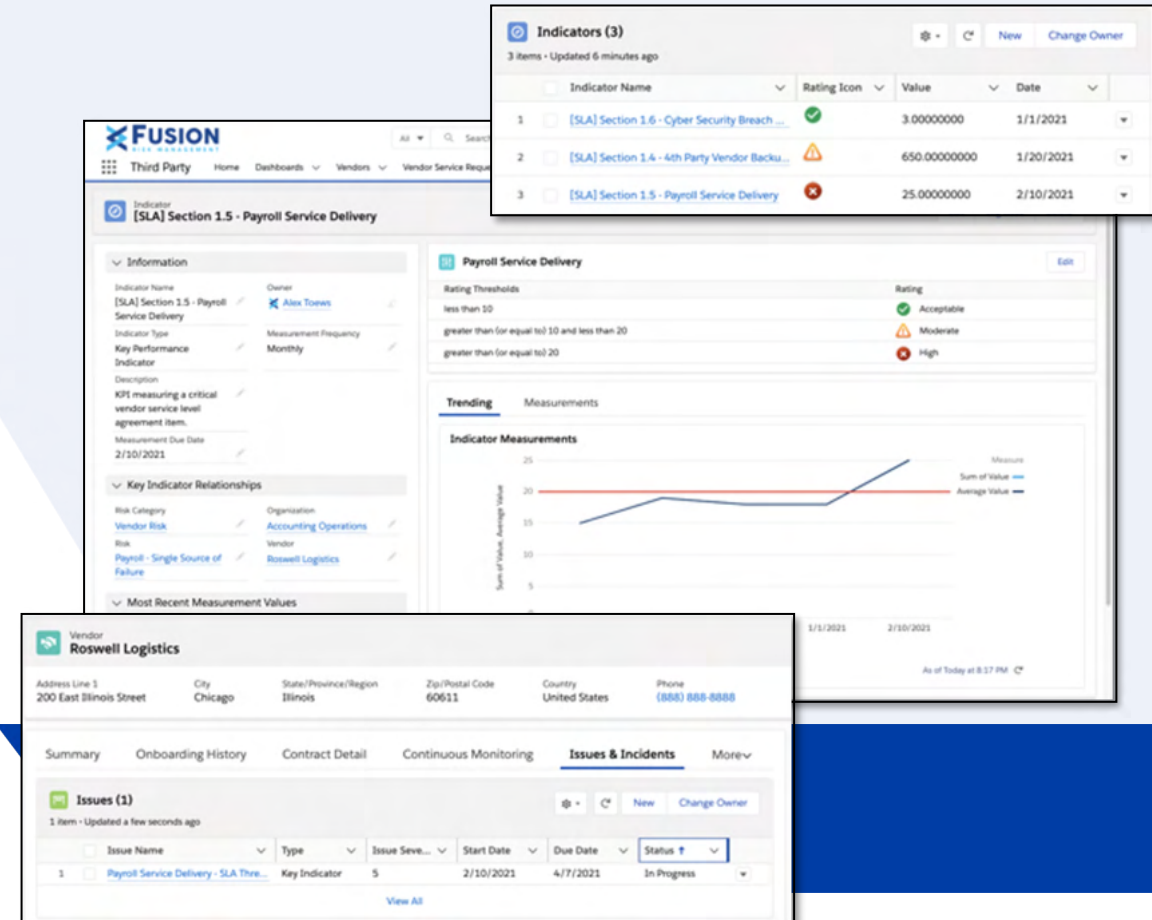 Indicators (3)
3 items • Updated 6 minutes ago
New
Change Owner
Indicator Name
Rating Icon
Value
Date
1
[SLA] Section 1.6 - Cyber Security Breach ...
3.00000000
1/1/2021
2
[SLA] Section 1.4 - 4th Party Vendor Backu...
650.00000000
1/20/2021
3
[SLA] Section 1.5 - Payroll Service Delivery
25.00000000
2/10/2021
FUSION
RISK MANAGEMENT
All
Search
Third Party
Home
Dashboards
Vendors
Vendor Service Reque
Indicator
[SLA] Section 1.5 - Payroll Service Delivery
Information
Indicator Name
[SLA] Section 1.5 - Payroll
Service Delivery
Owner
Alex Toews
Indicator Type
Key Performance
Indicator
Measurement Frequency
Monthly
Description
KPI measuring a critical
vendor service level
agreement item.
Measurement Due Date
2/10/2021
Key Indicator Relationships
Risk Category
Vendor Risk
Organization
Accounting Operations
Risk
Payroll - Single Source of
Failure
Vendor
Roswell Logistics
Most Recent Measurement Values
Payroll Service Delivery
Edit
Rating Thresholds
Rating
less than 10
Acceptable
greater than (or equal to) 10 and less than 20
Moderate
greater than (or equal to) 20
High
Trending
Measurements
Indicator Measurements
Sum of Value, Average Value
25
20
15
10
5
Measure
Sum of Value
Average Value
1/1/2021
2/10/2021
As of Today at 8:17 PM
Vendor
Roswell Logistics
Address Line 1
200 East Illinois Street
City
Chicago
State/Province/Region
Illinois
Zip/Postal Code
60611
Country
United States
Phone
(888) 888-8888
Summary
Onboarding History
Contract Detail
Continuous Monitoring
Issues & Incidents
More
Issues (1)
1 item • Updated a few seconds ago
New
Change Owner
Issue Name
Type
Issue Seve...
Start Date
Due Date
Status
1
Payroll Service Delivery - SLA Thre...
Key Indicator
5
2/10/2021
4/7/2021
In Progress
View All